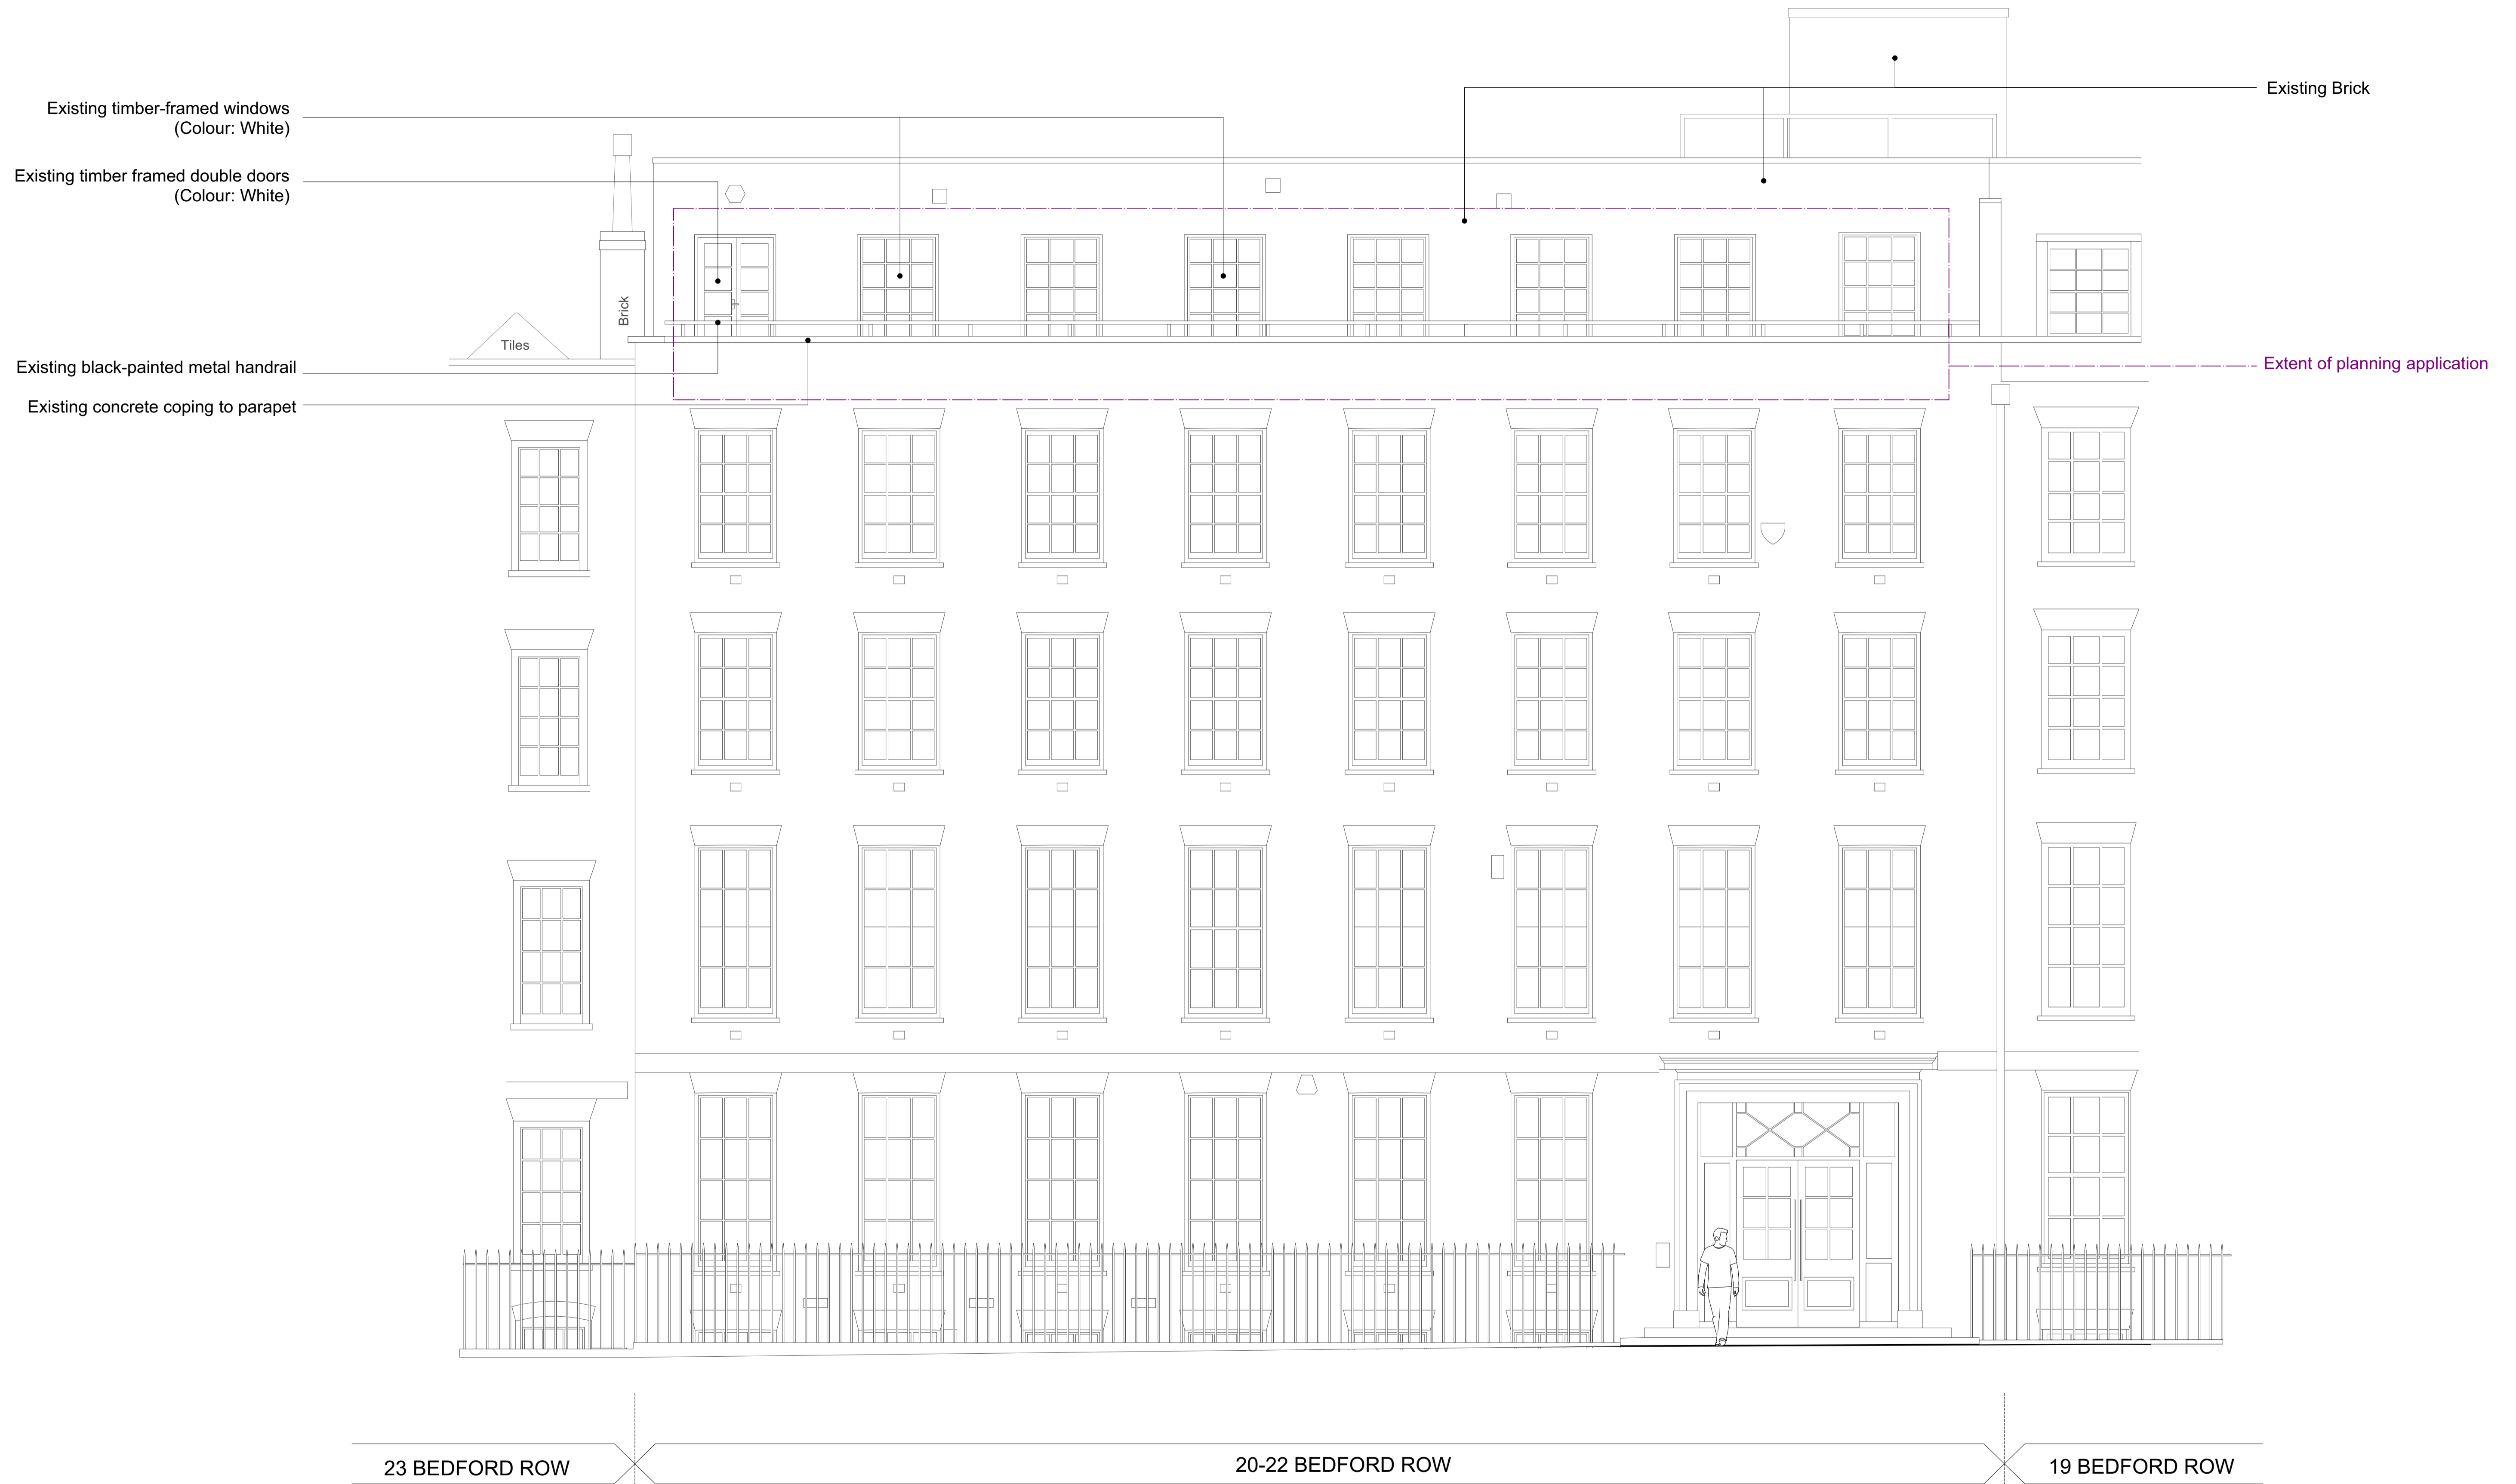 Existing Brick
Existing timber-framed windows
(Colour: White)
Existing timber framed double doors
(Colour: White)
Brick
Tiles
Existing black-painted metal handrail
Extent of planning application
Existing concrete coping to parapet
23 BEDFORD ROW
20-22 BEDFORD ROW
19 BEDFORD ROW